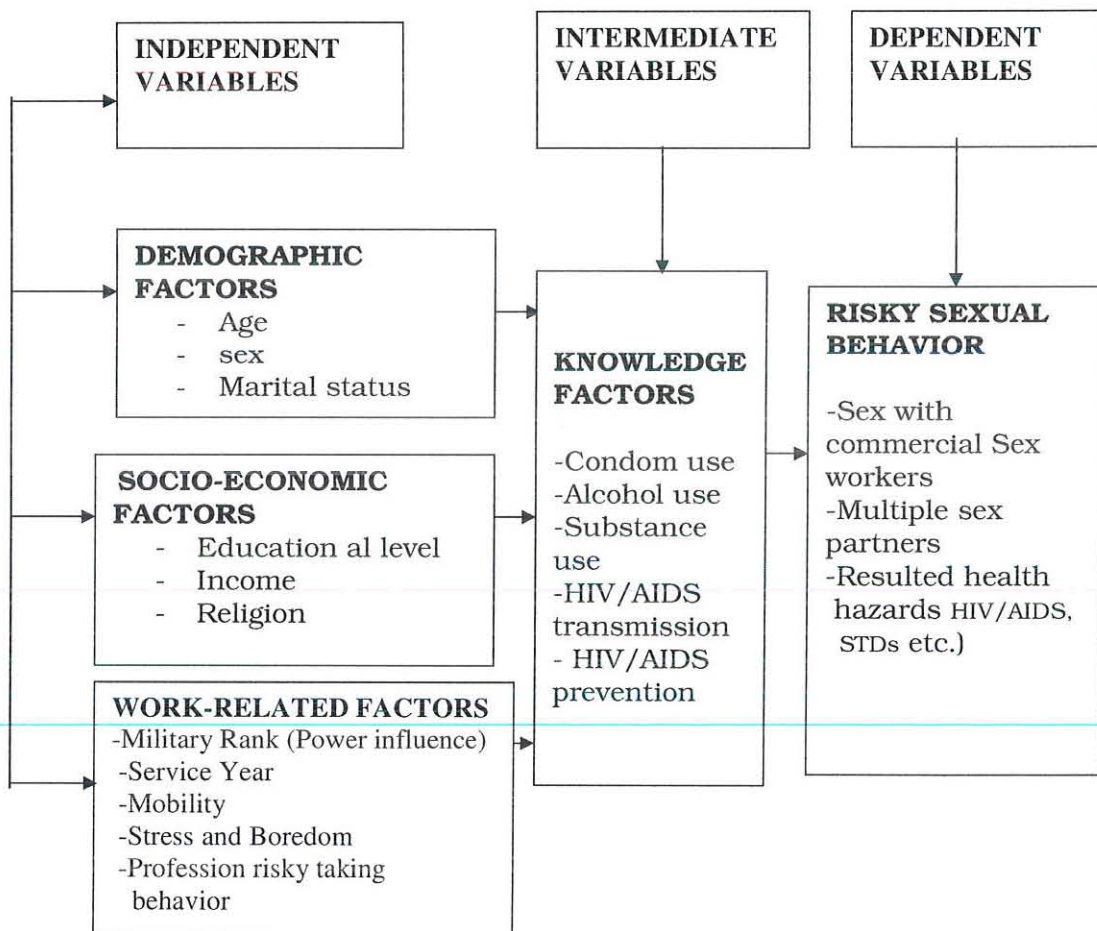 INDEPENDENT
VARIABLES
INTERMEDIATE
VARIABLES
DEPENDENT
VARIABLES
DEMOGRAPHIC
FACTORS
- Age
- sex
- Marital status
SOCIO-ECONOMIC
FACTORS
- Education al level
- Income
- Religion
WORK-RELATED FACTORS
-Military Rank (Power influence)
-Service Year
-Mobility
-Stress and Boredom
-Profession risky taking
behavior
KNOWLEDGE
FACTORS
-Condom use
-Alcohol use
-Substance
use
-HIV/AIDS
transmission
- HIV/AIDS
prevention
RISKY SEXUAL
BEHAVIOR
-Sex with
commercial Sex
workers
-Multiple sex
partners
-Resulted health
hazards HIV/AIDS,
STDs etc.)